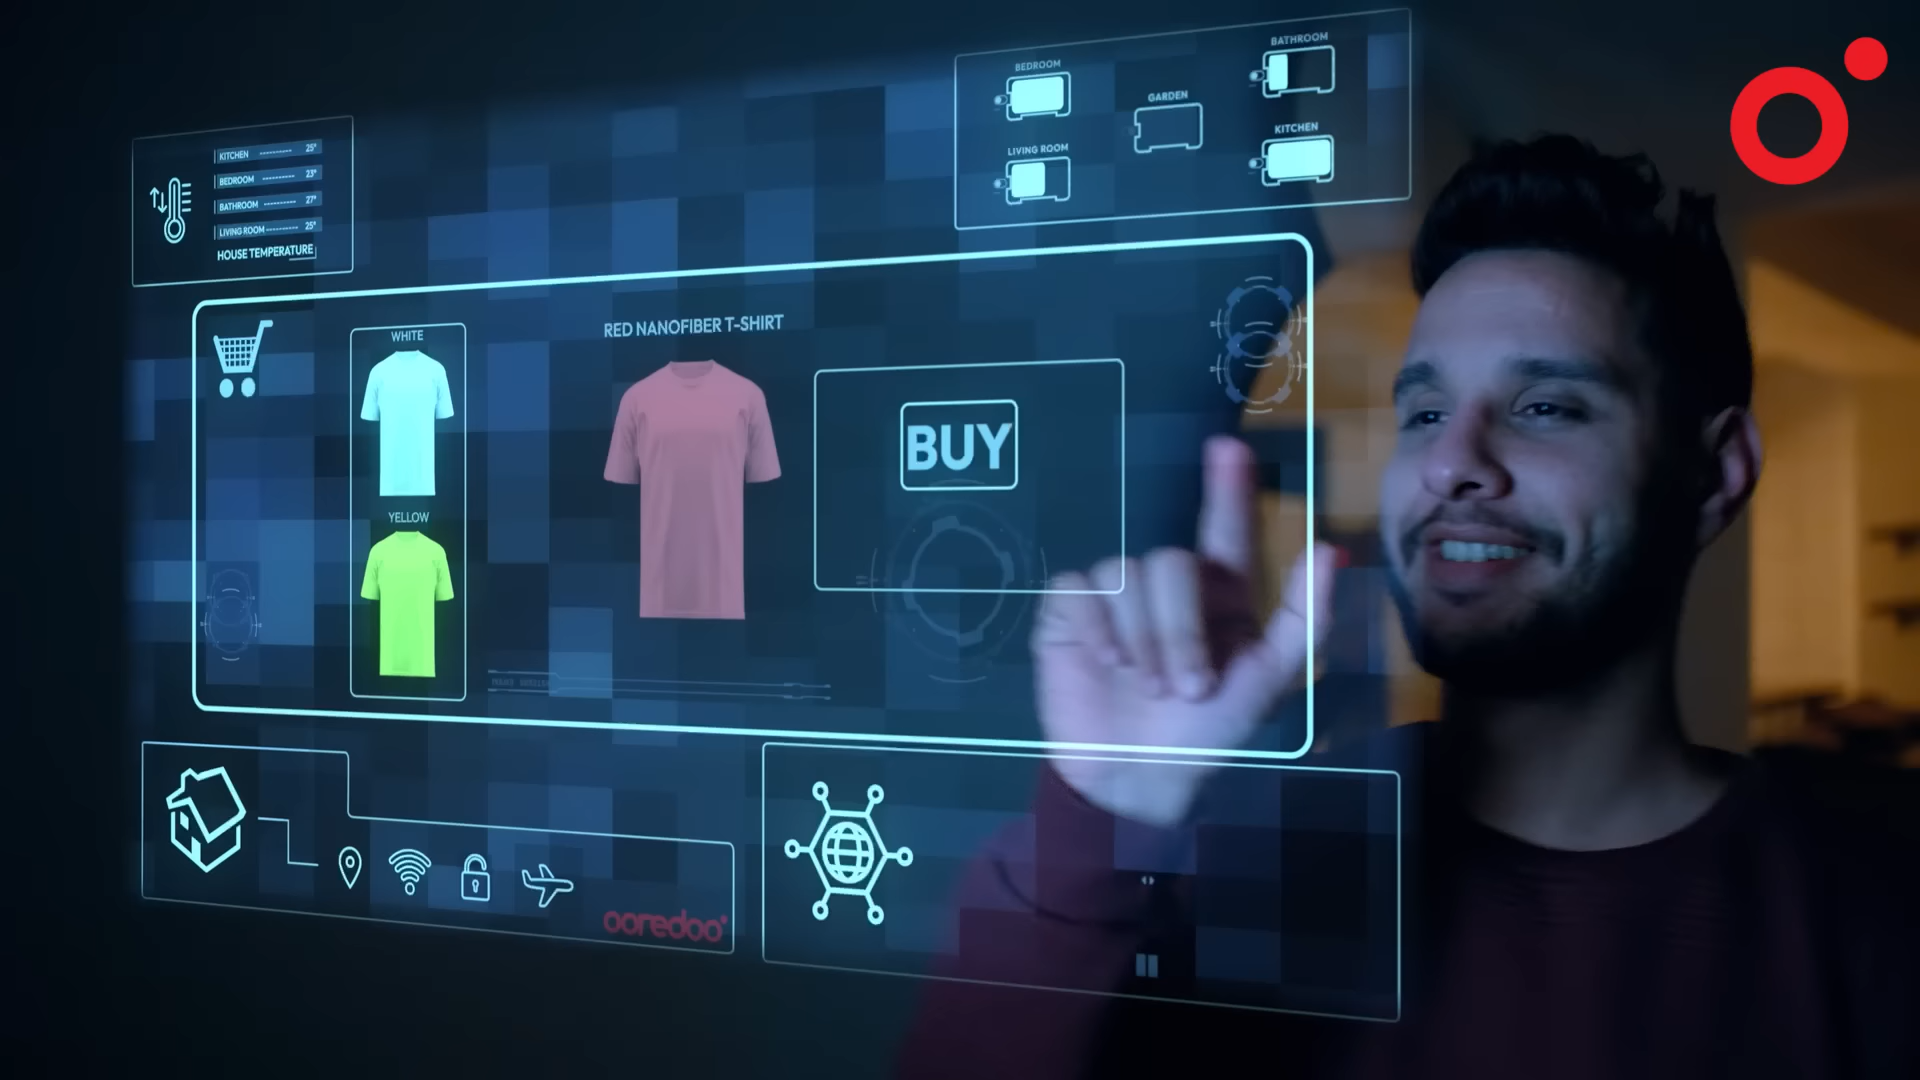 KITCHEN ---------- 25°
BEDROOM ---------- 23°
BATHROOM ---------- 27°
LIVING ROOM ---------- 25°
HOUSE TEMPERATURE
BEDROOM
LIVING ROOM
GARDEN
BATHROOM
KITCHEN
WHITE
YELLOW
RED NANOFIBER T-SHIRT
BUY
ooredoo